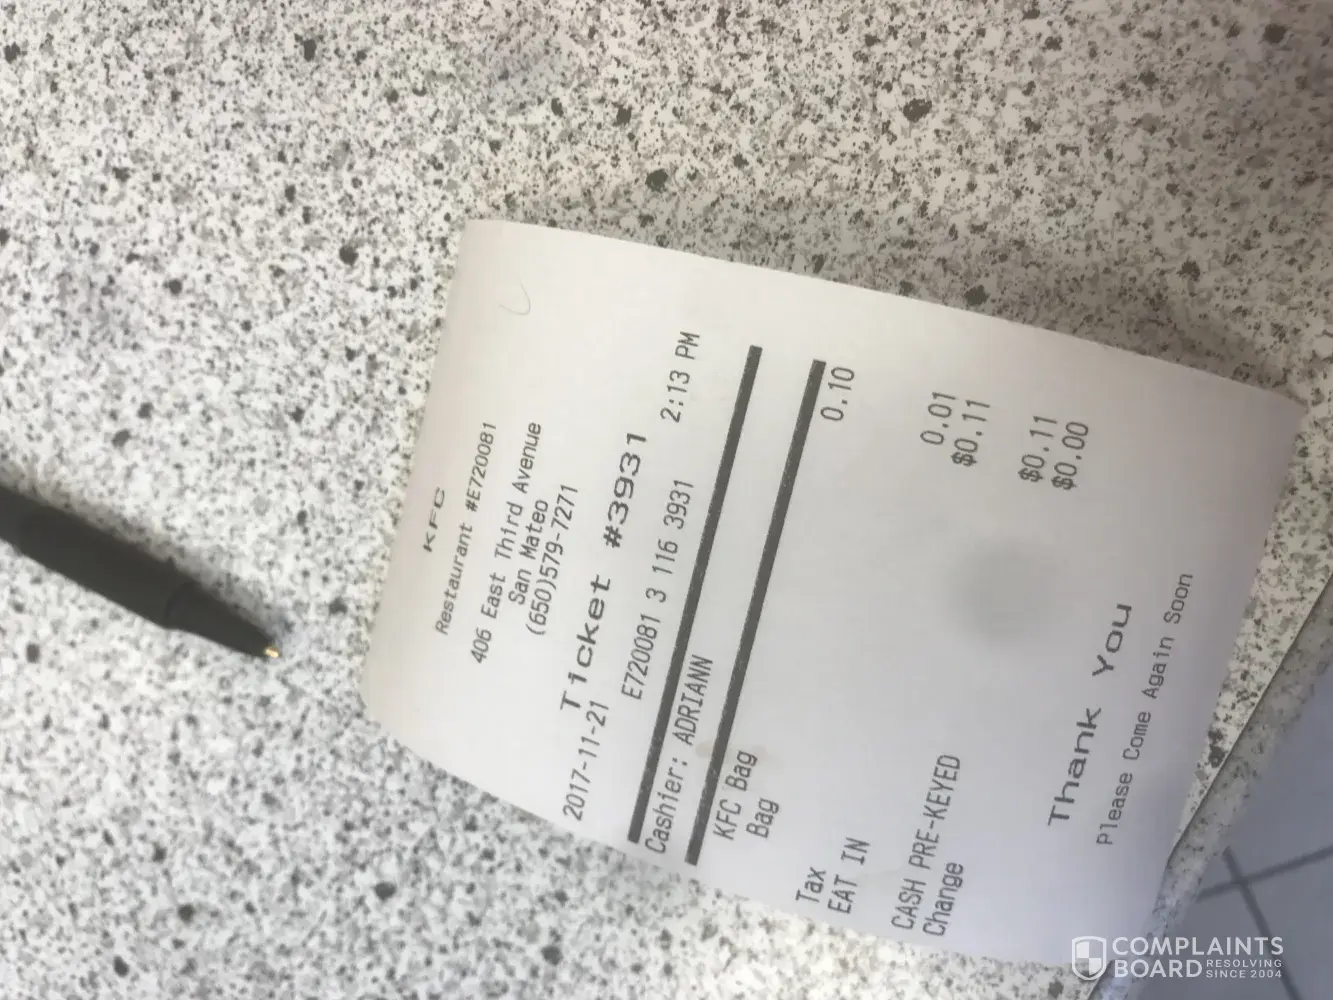 KFC
Restaurant #E720081
406 East Third Avenue
San Mateo
(650)579-7271
Ticket #3931
2017-11-21 2:13 PM
E720081 3 116 3931
Cashier: ADRIANN
KFC Bag 0.10
Bag
Tax 0.01
EAT IN $0.11
CASH PRE-KEYED $0.11
Change $0.00
Thank You
Please Come Again Soon
COMPLAINTS
BOARD RESOLVING
SINCE 2004